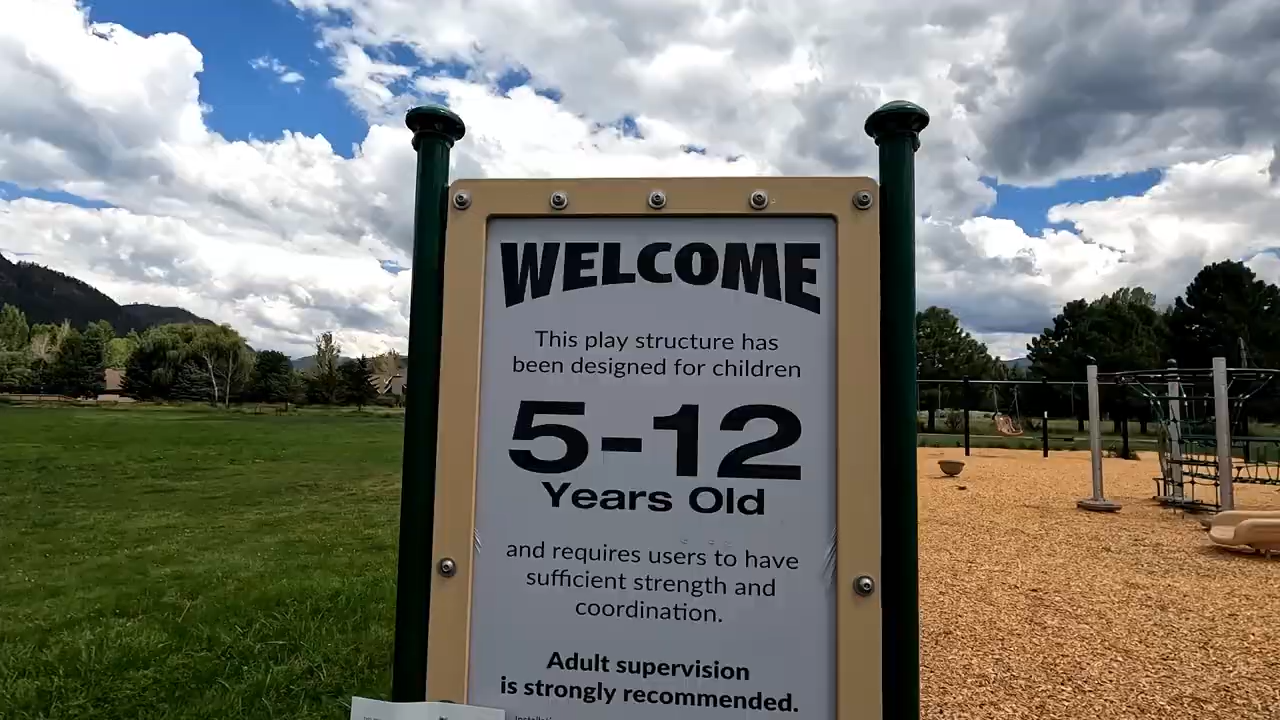 WELCOME
This play structure has
been designed for children
5-12
Years Old
and requires users to have
sufficient strength and
coordination.
Adult supervision
is strongly recommended.